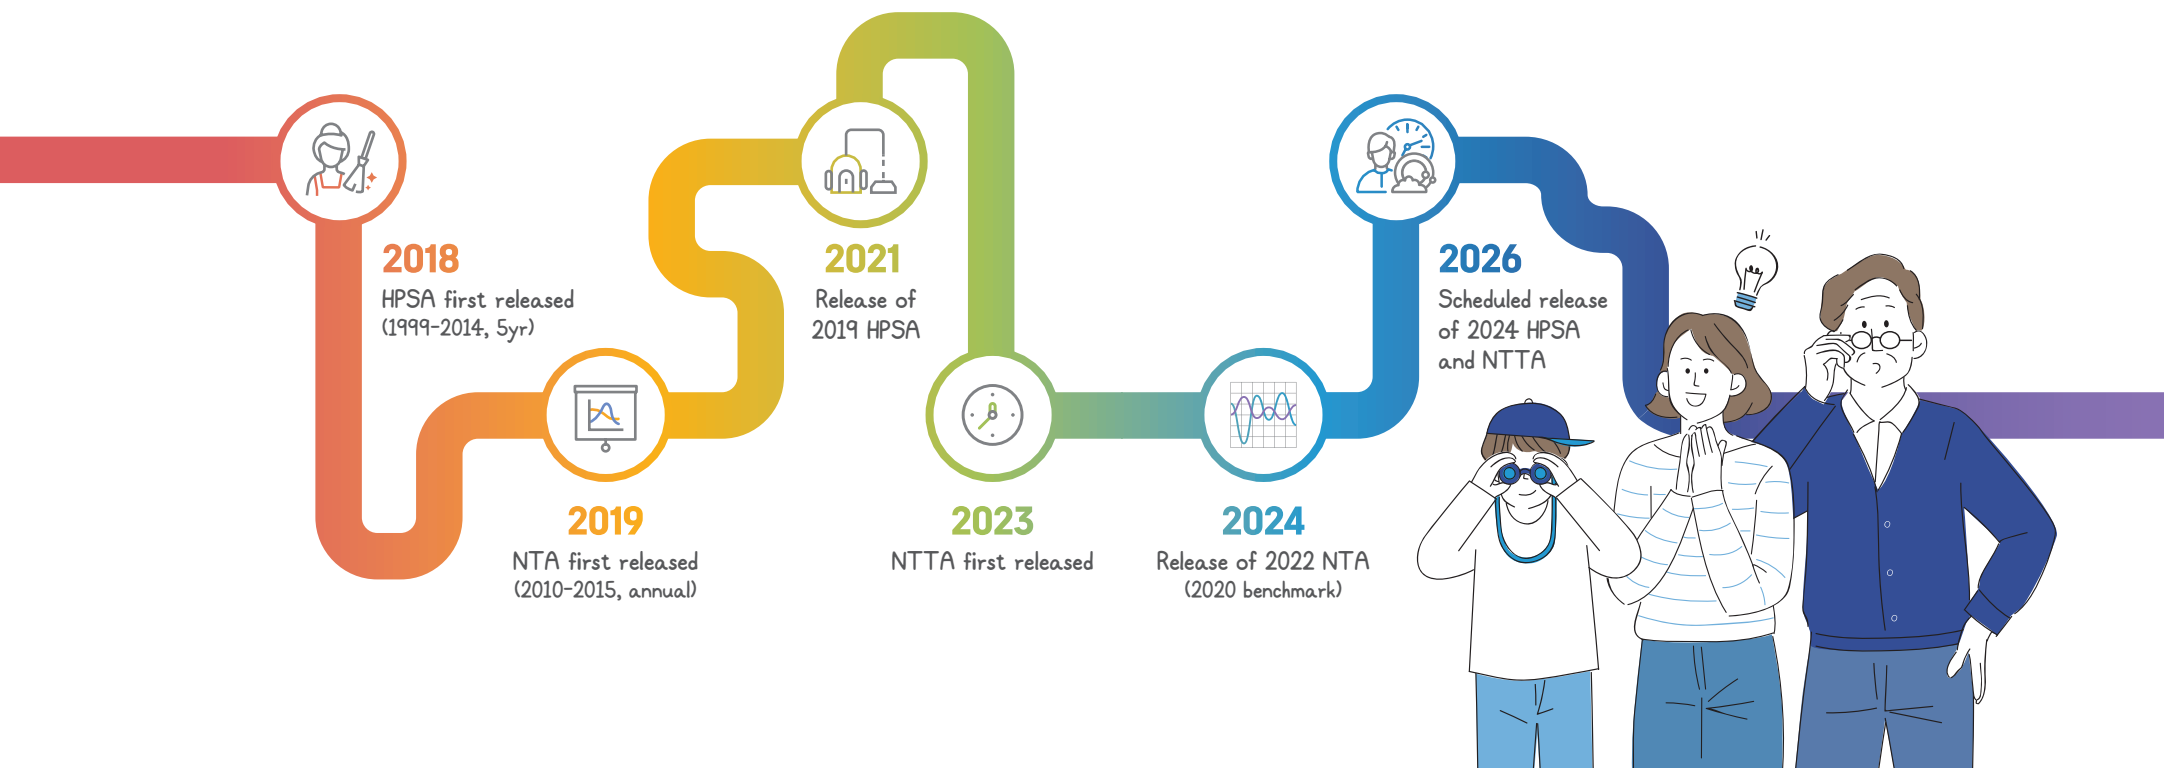 2018
HPSA first released
(1999-2014, 5yr)
2019
NTA first released
(2010-2015, annual)
2021
Release of
2019 HPSA
2023
NTTA first released
2024
Release of 2022 NTA
(2020 benchmark)
2026
Scheduled release
of 2024 HPSA
and NTTA